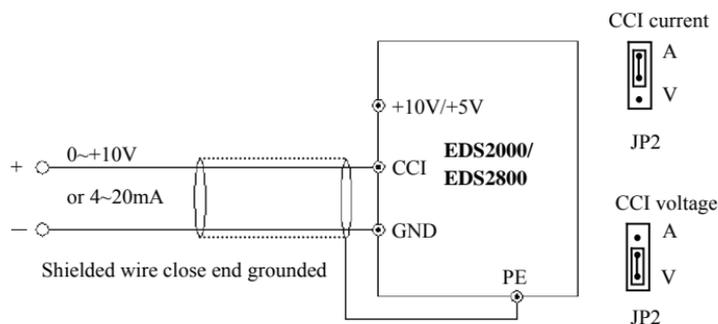 CCI current
A
V
JP2
+10V/+5V
EDS2000/
EDS2800
CCI
+
0~+10V
or 4~20mA
—
GND
Shielded wire close end grounded
PE
CCI voltage
A
V
JP2